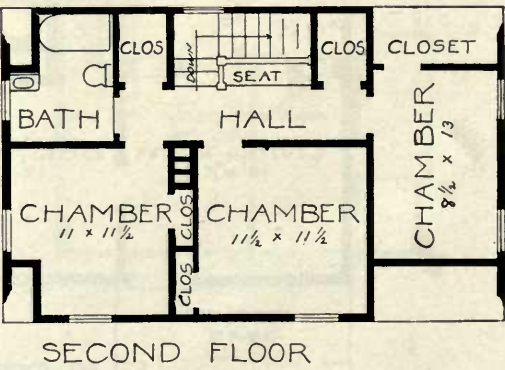 CLOS
DOWN
SEAT
CLOS
CLOSET
BATH
HALL
CHAMBER
8½ x 13
CHAMBER
11 x 11½
CLOS
CHAMBER
11½ x 11½
CLOS
SECOND FLOOR